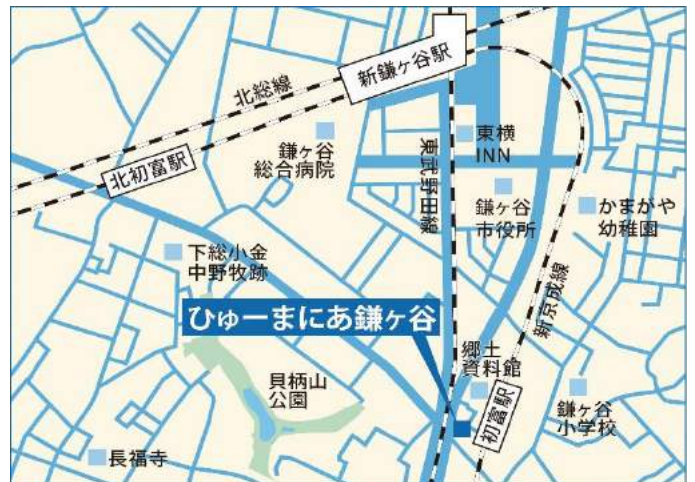 新鎌ヶ谷駅
北総線
東横
INN
鎌ヶ谷
総合病院
東武野田線
北初富駅
鎌ヶ谷
市役所
かまがや
幼稚園
下総小金
中野牧跡
新京成線
ひゅーまにあ鎌ヶ谷
郷土
資料館
貝柄山
公園
初富駅
鎌ヶ谷
小学校
長福寺